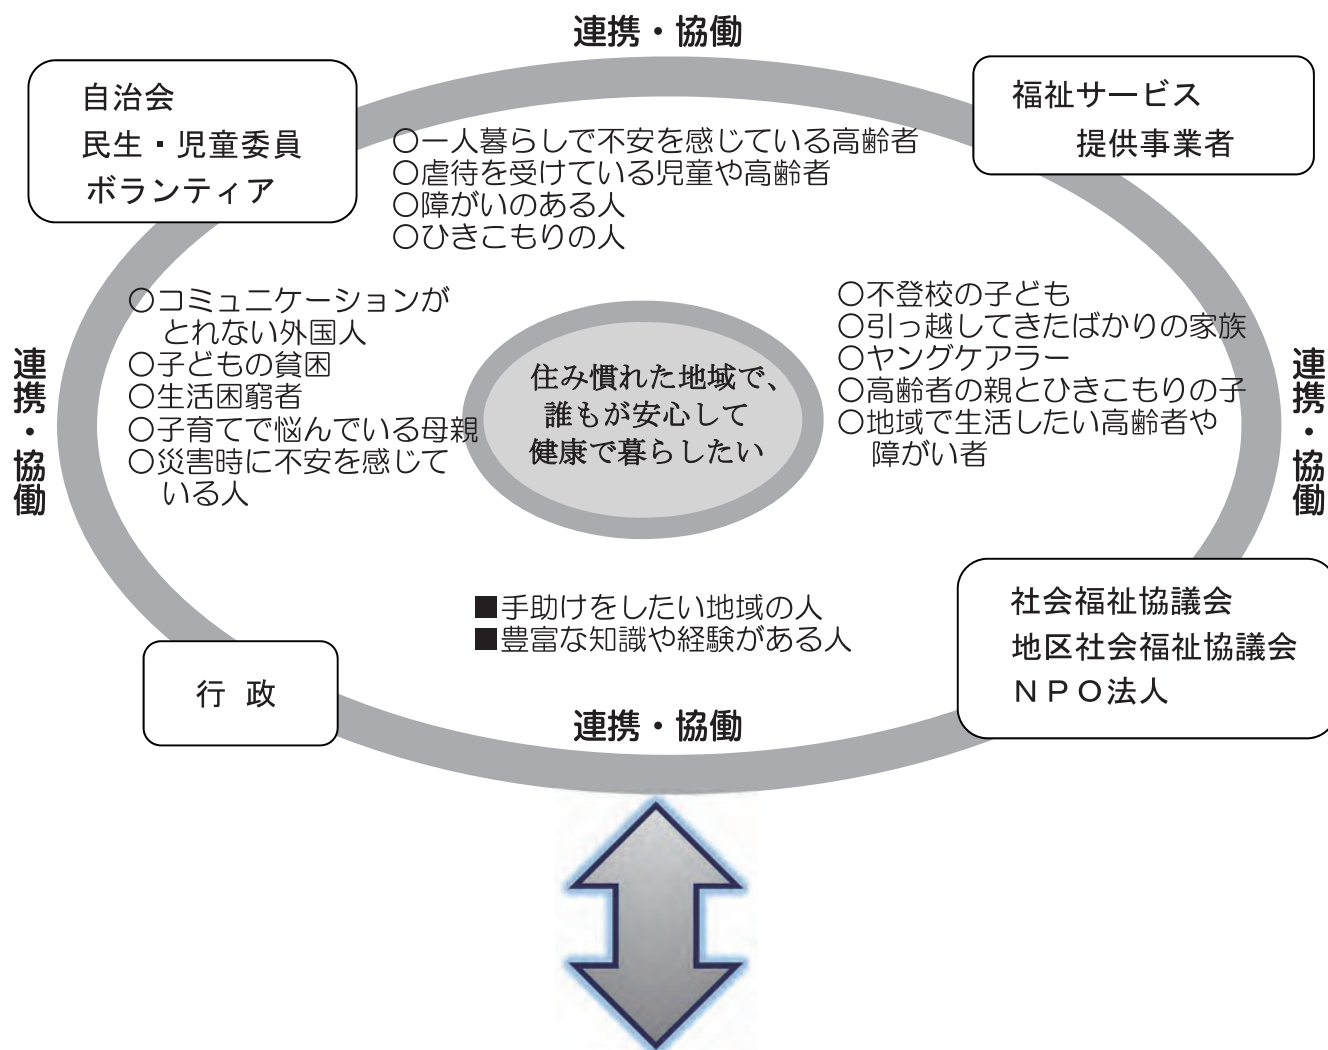 連携・協働
自治会
民生・児童委員
ボランティア
福祉サービス
提供事業者
○一人暮らしで不安を感じている高齢者
○虐待を受けている児童や高齢者
○障がいのある人
○ひきこもりの人
○コミュニケーションが
とれない外国人
○子どもの貧困
○生活困窮者
○子育てで悩んでいる母親
○災害時に不安を感じて
いる人
○不登校の子ども
○引っ越してきたばかりの家族
○ヤングケアラー
○高齢者の親とひきこもりの子
○地域で生活したい高齢者や
障がい者
連携・協働
住み慣れた地域で、
誰もが安心して
健康で暮らしたい
連携・協働
■手助けをしたい地域の人
■豊富な知識や経験がある人
行 政
社会福祉協議会
地区社会福祉協議会
ＮＰＯ法人
連携・協働